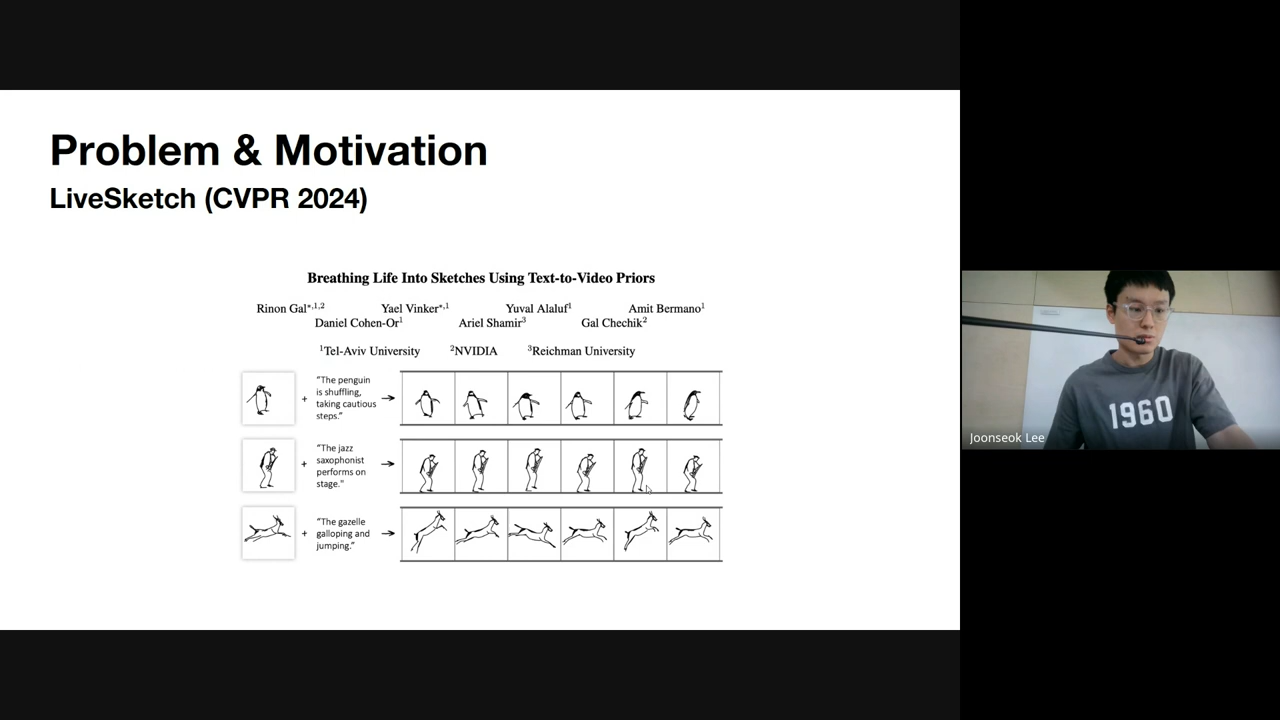 Problem & Motivation
LiveSketch (CVPR 2024)
Breathing Life Into Sketches Using Text-to-Video Priors
Rinon Gal*,1,2 Yael Vinker*,1 Yuval Alaluf1 Amit Bermano1
Daniel Cohen-Or1 Ariel Shamir3 Gal Chechik2
1Tel-Aviv University 2NVIDIA 3Reichman University
+ "The penguin
is shuffling,
taking cautious
steps."
+ "The jazz
saxophonist
performs on
stage."
+ "The gazelle
galloping and
jumping."
1960
Joonseok Lee